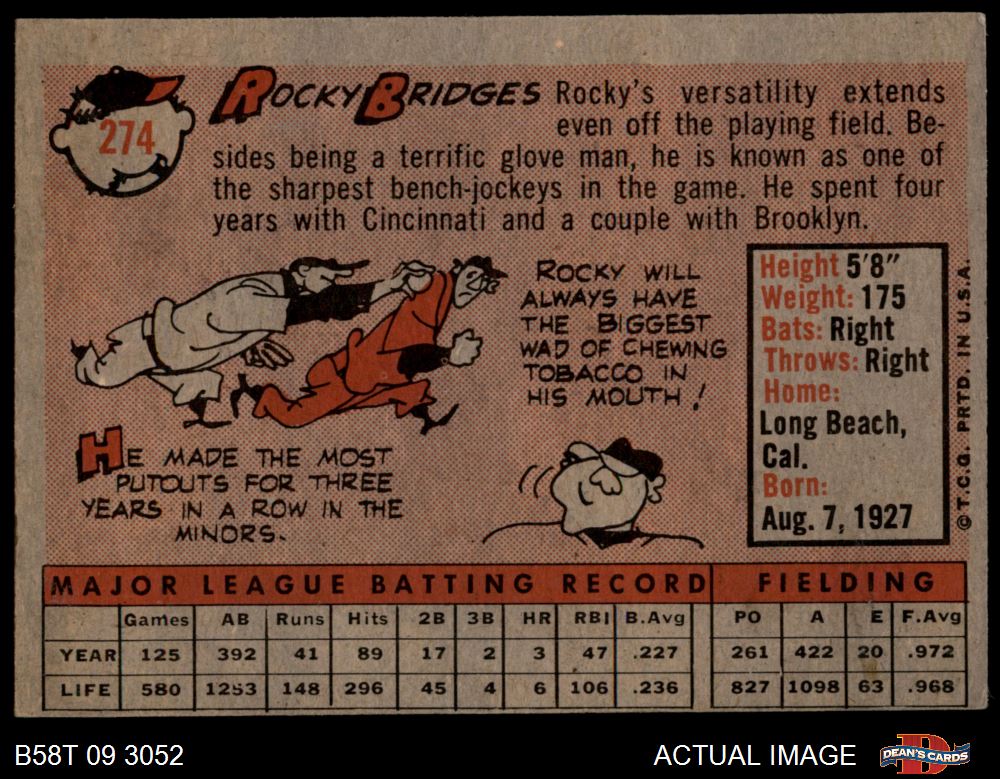 274
ROCKY BRIDGES Rocky's versatility extends
even off the playing field. Be-
sides being a terrific glove man, he is known as one of
the sharpest bench-jockeys in the game. He spent four
years with Cincinnati and a couple with Brooklyn.
ROCKY WILL
ALWAYS HAVE
THE BIGGEST
WAD OF CHEWING
TOBACCO IN
HIS MOUTH!
HE MADE THE MOST
PUTOUTS FOR THREE
YEARS IN A ROW IN THE
MINORS.
Height 5'8"
Weight: 175
Bats: Right
Throws: Right
Home:
Long Beach,
Cal.
Born:
Aug. 7, 1927
© T.C.G. PRTD. IN U.S.A.
MAJOR LEAGUE BATTING RECORD FIELDING
Games AB Runs Hits 2B 3B HR RBI B.Avg PO A E F.Avg
YEAR 125 392 41 89 17 2 3 47 .227 261 422 20 .972
LIFE 580 1253 148 296 45 4 6 106 .236 827 1098 63 .968
B58T 09 3052 ACTUAL IMAGE DEAN'S CARDS